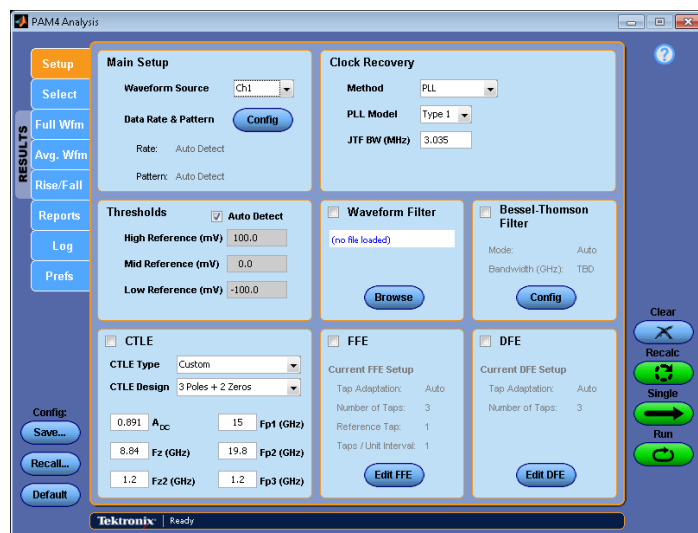 PAM4 Analysis
Setup
Select
Full Wfm
Avg. Wfm
Rise/Fall
Reports
Log
Prefs
RESULTS
Config:
Save...
Recall...
Default
Main Setup
Waveform Source Ch1
Data Rate & Pattern Config
Rate: Auto Detect
Pattern: Auto Detect
Clock Recovery
Method PLL
PLL Model Type 1
JTF BW (MHz) 3.035
Thresholds Auto Detect
High Reference (mV) 100.0
Mid Reference (mV) 0.0
Low Reference (mV) -100.0
Waveform Filter
(no file loaded)
Browse
Bessel-Thomson
Filter
Mode: Auto
Bandwidth (GHz): TBD
Config
CTLE
CTLE Type Custom
CTLE Design 3 Poles + 2 Zeros
0.891 ADC 15 Fp1 (GHz)
8.84 Fz (GHz) 19.8 Fp2 (GHz)
1.2 Fz2 (GHz) 1.2 Fp3 (GHz)
FFE
Current FFE Setup
Tap Adaptation: Auto
Number of Taps: 3
Reference Tap: 1
Taps / Unit Interval: 1
Edit FFE
DFE
Current DFE Setup
Tap Adaptation: Auto
Number of Taps: 3
Edit DFE
?
Clear
Recalc
Single
Run
Tektronix Ready